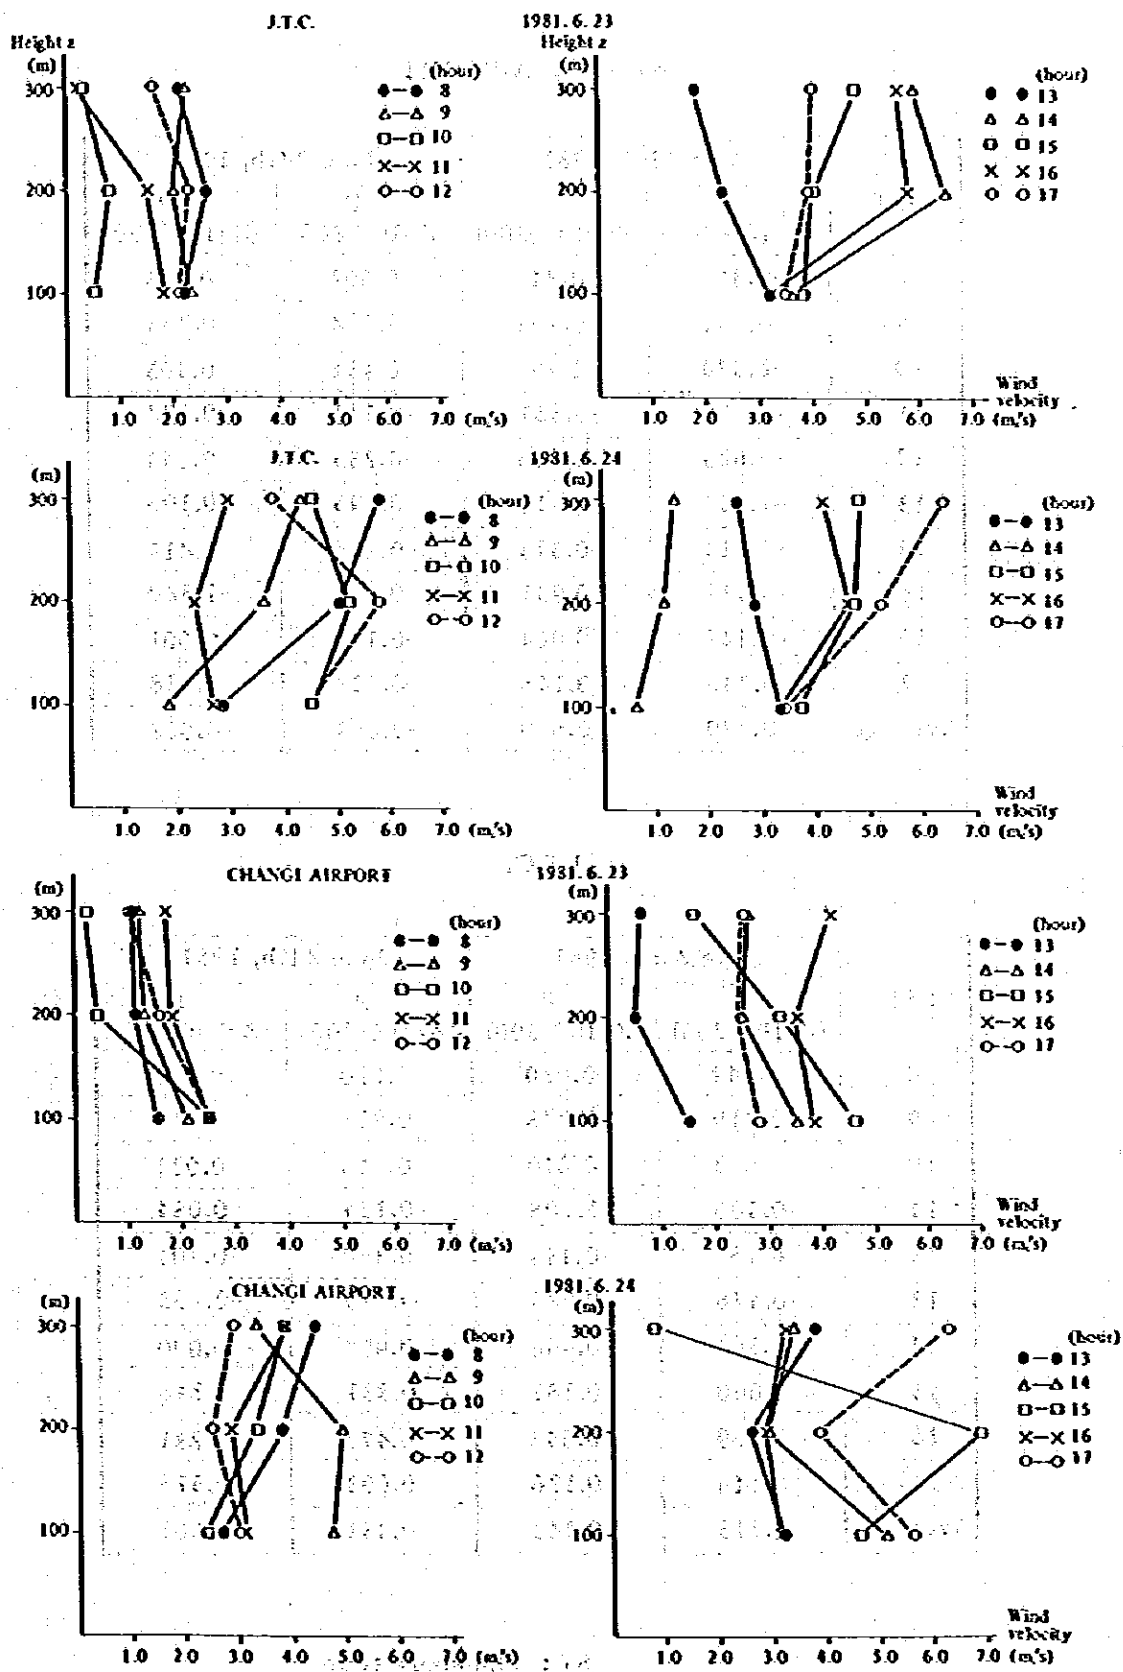 J.T.C. 1981.6.23
Height z Height z
(m) (hour) (m) (hour)
300 8 300 13
9 14
10 15
11 16
200 12 200 17
100 100
Wind
velocity
1.0 2.0 3.0 4.0 5.0 6.0 7.0 (m/s) 1.0 2.0 3.0 4.0 5.0 6.0 7.0 (m/s)
J.T.C. 1981.6.24
(m) (m)
300 (hour) 300 (hour)
8 13
9 14
10 15
200 11 200 16
12 17
100 100
Wind
velocity
1.0 2.0 3.0 4.0 5.0 6.0 7.0 (m/s) 1.0 2.0 3.0 4.0 5.0 6.0 7.0 (m/s)
CHANGI AIRPORT 1981.6.23
(m) (m)
300 (hour) 300 (hour)
8 13
9 14
10 15
200 11 200 16
12 17
100 100
Wind
velocity
1.0 2.0 3.0 4.0 5.0 6.0 7.0 (m/s) 1.0 2.0 3.0 4.0 5.0 6.0 7.0 (m/s)
CHANGI AIRPORT 1981.6.24
(m) (m)
300 (hour) 300 (hour)
8 13
9 14
10 15
200 11 200 16
12 17
100 100
Wind
velocity
1.0 2.0 3.0 4.0 5.0 6.0 7.0 (m/s) 1.0 2.0 3.0 4.0 5.0 6.0 7.0 (m/s)